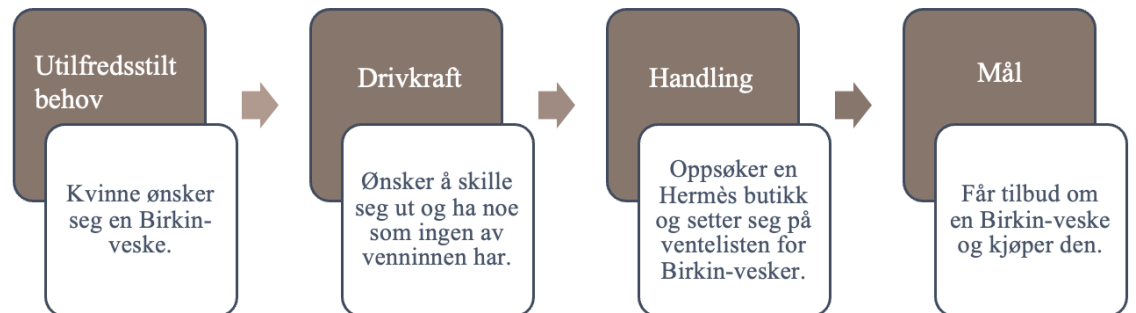 Utilfredsstilt
behov
Kvinne ønsker
seg en Birkin-
veske.
Drivkraft
Ønsker å skille
seg ut og ha noe
som ingen av
venninnen har.
Handling
Oppsøker en
Hermès butikk
og setter seg på
ventelisten for
Birkin-vesker.
Mål
Får tilbud om
en Birkin-veske
og kjøper den.